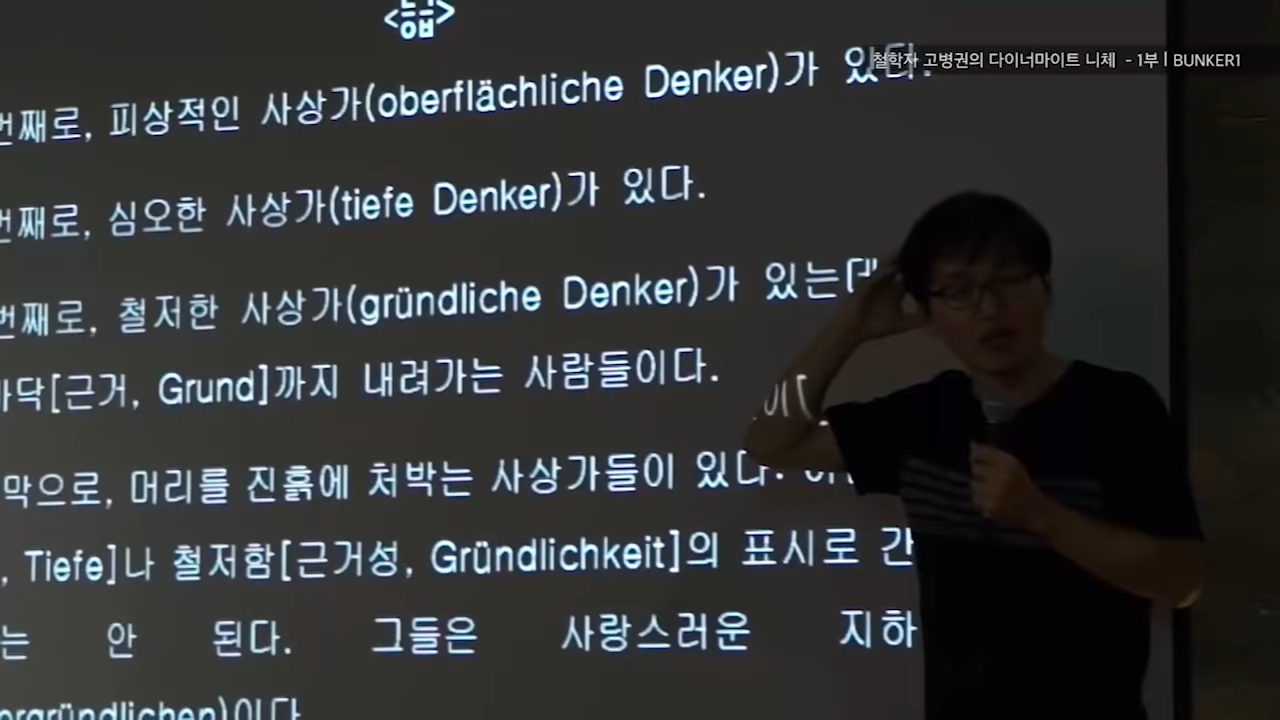 <등급>
철학자 고병권의 다이너마이트 니체 - 1부 | BUNKER1
번째로, 피상적인 사상가(oberflächliche Denker)가 있다.
번째로, 심오한 사상가(tiefe Denker)가 있다.
번째로, 철저한 사상가(gründliche Denker)가 있는데
[근거, Grund]까지 내려가는 사람들이다.
머리를 진흙에 처박는 사상가들이 있다.
, Tiefe]나 철저함[근거성, Gründlichkeit]의 표시로 간
는 안 된다. 그들은 사랑스러운 지하